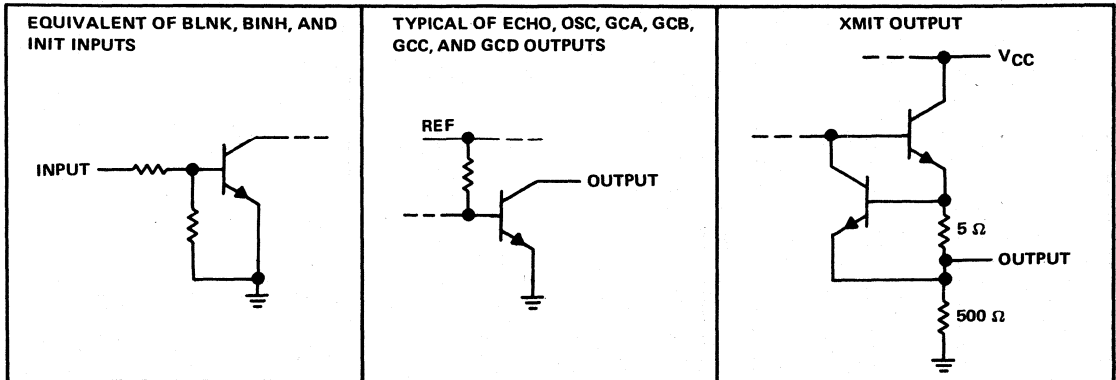 EQUIVALENT OF BLNK, BINH, AND
INIT INPUTS
INPUT
TYPICAL OF ECHO, OSC, GCA, GCB,
GCC, AND GCD OUTPUTS
REF
OUTPUT
XMIT OUTPUT
VCC
5 Ω
OUTPUT
500 Ω